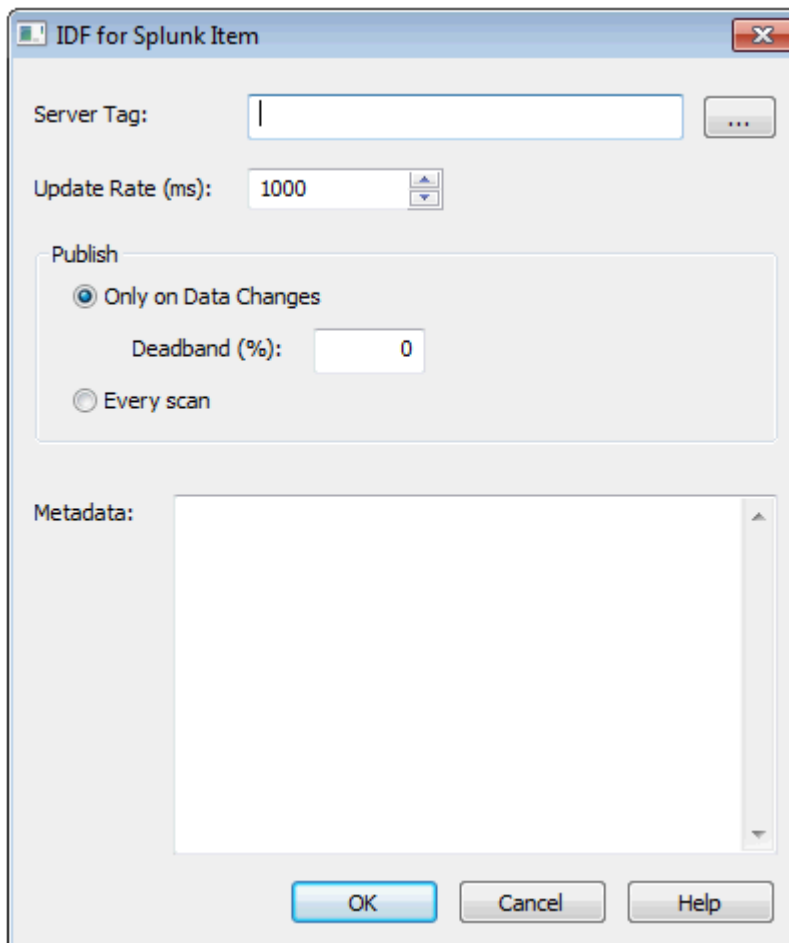 IDF for Splunk Item
Server Tag:
...
Update Rate (ms):
1000
Publish
Only on Data Changes
Deadband (%):
0
Every scan
Metadata:
OK
Cancel
Help